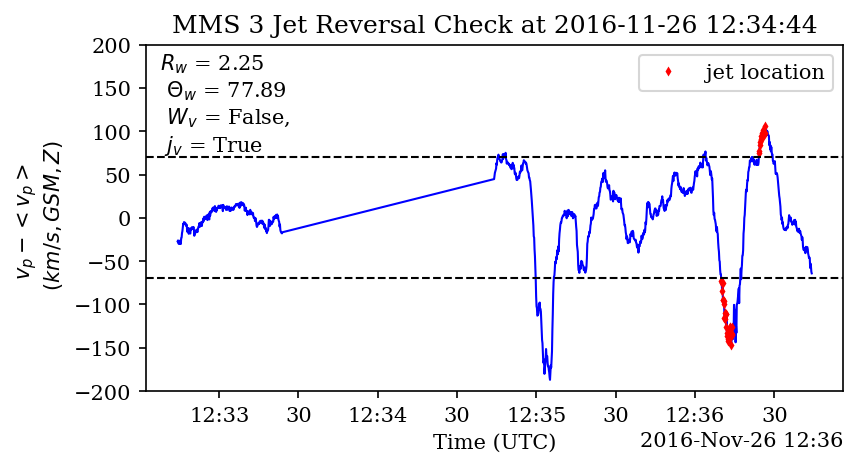 MMS 3 Jet Reversal Check at 2016-11-26 12:34:44
R_w = 2.25
Θ_w = 77.89
W_v = False,
j_v = True
jet location
v_p − < v_p >
(km/s, GSM, Z)
200
150
100
50
0
−50
−100
−150
−200
12:33 30 12:34 30 12:35 30 12:36 30
Time (UTC)
2016-Nov-26 12:36